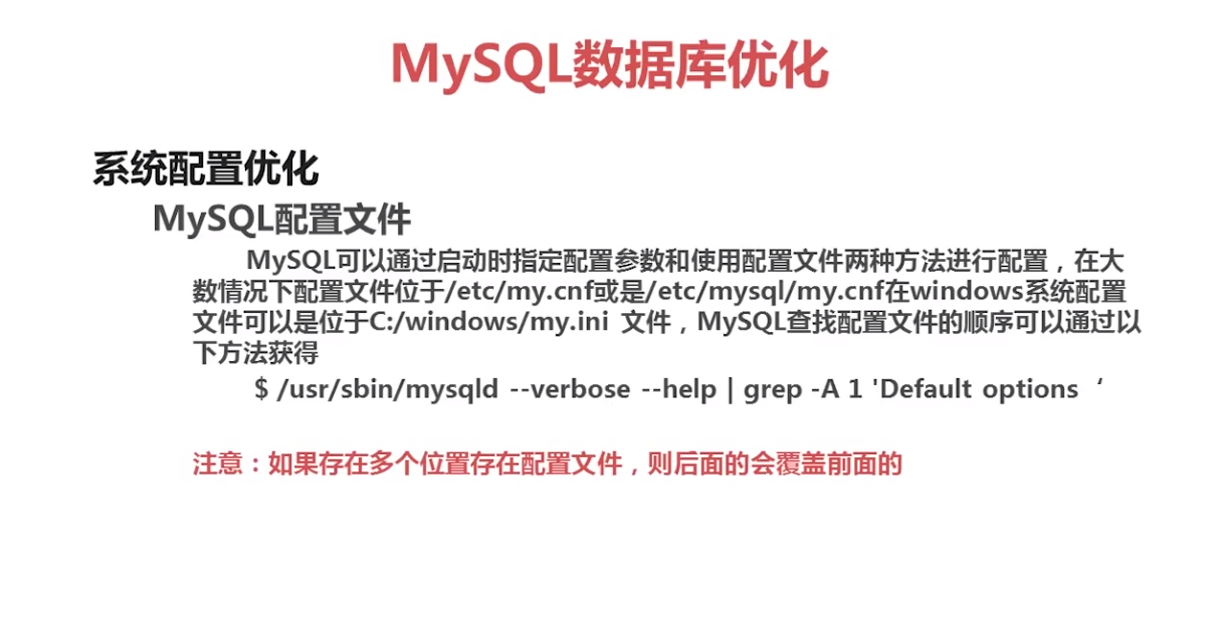 MySQL数据库优化
系统配置优化
MySQL配置文件
MySQL可以通过启动时指定配置参数和使用配置文件两种方法进行配置，在大
数情况下配置文件位于/etc/my.cnf或是/etc/mysql/my.cnf在windows系统配置
文件可以是位于C:/windows/my.ini 文件，MySQL查找配置文件的顺序可以通过以
下方法获得
$ /usr/sbin/mysqld --verbose --help | grep -A 1 'Default options ‘
注意：如果存在多个位置存在配置文件，则后面的会覆盖前面的